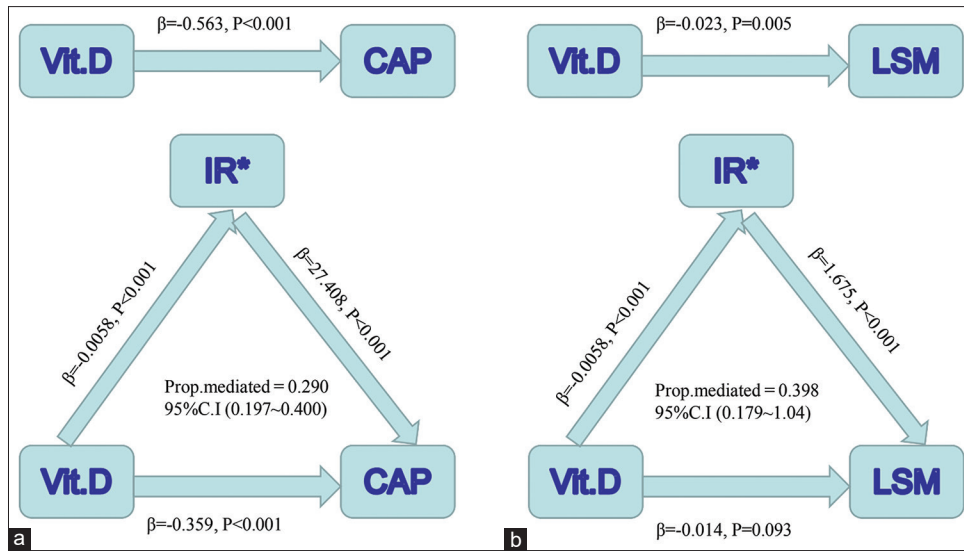 β=-0.563, P<0.001
Vit.D
CAP
IR*
β=-0.0058, P<0.001
β=27.408, P<0.001
Prop.mediated = 0.290
95%C.I (0.197~0.400)
Vit.D
CAP
β=-0.359, P<0.001
a
β=-0.023, P=0.005
Vit.D
LSM
IR*
β=-0.0058, P<0.001
β=1.675, P<0.001
Prop.mediated = 0.398
95%C.I (0.179~1.04)
Vit.D
LSM
β=-0.014, P=0.093
b